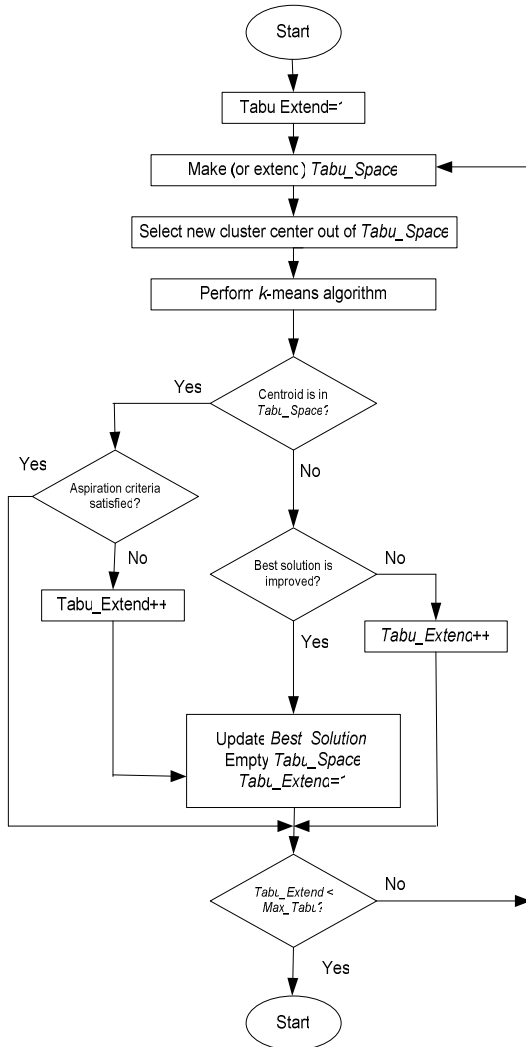 Start
Tabu Extend=1
Make (or extend) Tabu_Space
Select new cluster center out of Tabu_Space
Perform k-means algorithm
Centroid is in
Tabu_Space?
Yes
No
Yes
Aspiration criteria
satisfied?
No
Tabu_Extend++
Best solution is
improved?
No
Tabu_Extend++
Yes
Update Best Solution
Empty Tabu_Space
Tabu_Extend=1
Tabu_Extend <
Max_Tabu?
No
Yes
Start